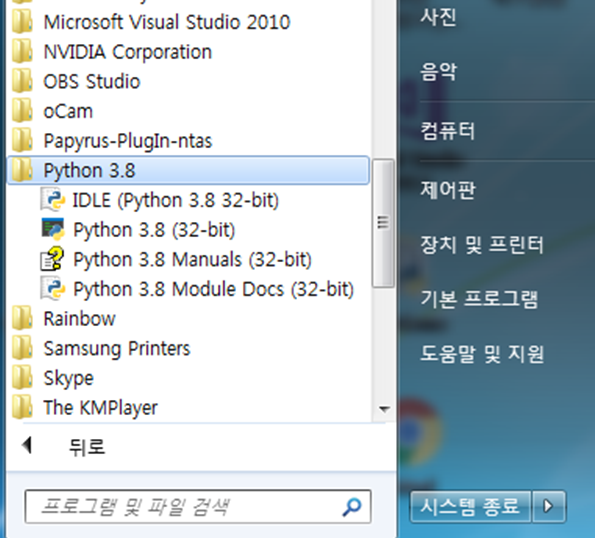 Microsoft Visual Studio 2010
NVIDIA Corporation
OBS Studio
oCam
Papyrus-PlugIn-ntas
Python 3.8
IDLE (Python 3.8 32-bit)
Python 3.8 (32-bit)
Python 3.8 Manuals (32-bit)
Python 3.8 Module Docs (32-bit)
Rainbow
Samsung Printers
Skype
The KMPlayer
뒤로
프로그램 및 파일 검색
사진
음악
컴퓨터
제어판
장치 및 프린터
기본 프로그램
도움말 및 지원
시스템 종료